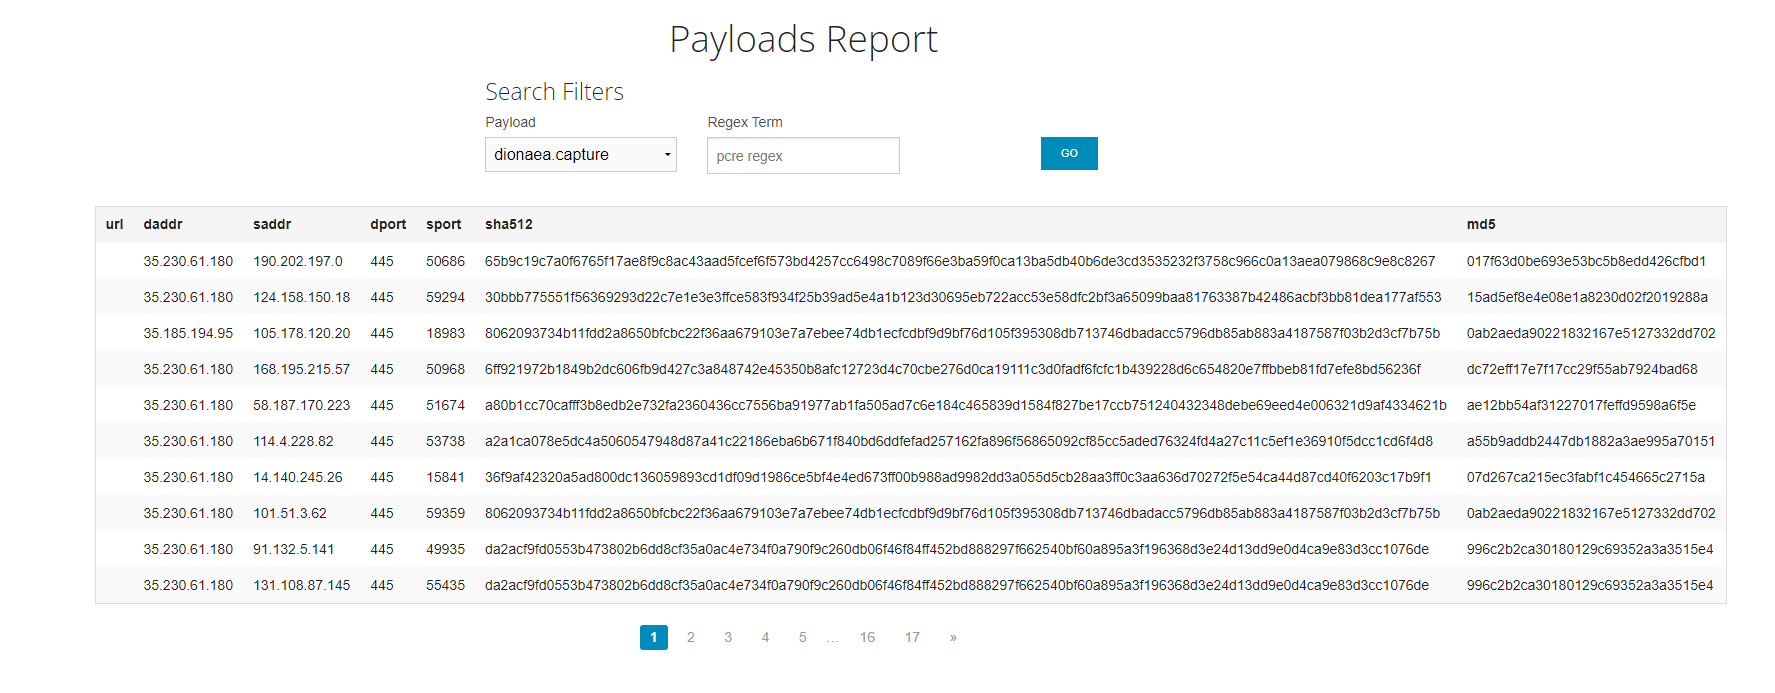 Payloads Report
Search Filters
Payload Regex Term
dionaea.capture pcre regex GO
url daddr saddr dport sport sha512 md5
35.230.61.180 190.202.197.0 445 50686 65b9c19c7a0f6765f17ae8f9c8ac43aad5fcef6f573bd4257cc6498c7089f66e3ba59f0ca13ba5db40b6de3cd3535232f3758c966c0a13aea079868c9e8c8267 017f63d0be693e53bc5b8edd426cfbd1
35.230.61.180 124.158.150.18 445 59294 30bbb775551f56369293d22c7e1e3e3ffce583f934f25b39ad5e4a1b123d30695eb722acc53e58dfc2bf3a65099baa81763387b42486acbf3bb81dea177af553 15ad5ef8e4e08e1a8230d02f2019288a
35.185.194.95 105.178.120.20 445 18983 8062093734b11fdd2a8650bfcbc22f36aa679103e7a7ebee74db1ecfcdbf9d9bf76d105f395308db713746dbadacc5796db85ab883a4187587f03b2d3cf7b75b 0ab2aeda90221832167e5127332dd702
35.230.61.180 168.195.215.57 445 50968 6ff921972b1849b2dc606fb9d427c3a848742e45350b8afc12723d4c70cbe276d0ca19111c3d0fadf6fcfc1b439228d6c654820e7ffbbeb81fd7efe8bd56236f dc72eff17e7f17cc29f55ab7924bad68
35.230.61.180 58.187.170.223 445 51674 a80b1cc70cafff3b8edb2e732fa2360436cc7556ba91977ab1fa505ad7c6e184c465839d1584f827be17ccb751240432348debe69eed4e006321d9af4334621b ae12bb54af31227017feffd9598a6f5e
35.230.61.180 114.4.228.82 445 53738 a2a1ca078e5dc4a5060547948d87a41c22186eba6b671f840bd6ddfefad257162fa896f56865092cf85cc5aded76324fd4a27c11c5ef1e36910f5dcc1cd6f4d8 a55b9addb2447db1882a3ae995a70151
35.230.61.180 14.140.245.26 445 15841 36f9af42320a5ad800dc136059893cd1df09d1986ce5bf4e4ed673ff00b988ad9982dd3a055d5cb28aa3ff0c3aa636d70272f5e54ca44d87cd40f6203c17b9f1 07d267ca215ec3fabf1c454665c2715a
35.230.61.180 101.51.3.62 445 59359 8062093734b11fdd2a8650bfcbc22f36aa679103e7a7ebee74db1ecfcdbf9d9bf76d105f395308db713746dbadacc5796db85ab883a4187587f03b2d3cf7b75b 0ab2aeda90221832167e5127332dd702
35.230.61.180 91.132.5.141 445 49935 da2acf9fd0553b473802b6dd8cf35a0ac4e734f0a790f9c260db06f46f84ff452bd888297f662540bf60a895a3f196368d3e24d13dd9e0d4ca9e83d3cc1076de 996c2b2ca30180129c69352a3a3515e4
35.230.61.180 131.108.87.145 445 55435 da2acf9fd0553b473802b6dd8cf35a0ac4e734f0a790f9c260db06f46f84ff452bd888297f662540bf60a895a3f196368d3e24d13dd9e0d4ca9e83d3cc1076de 996c2b2ca30180129c69352a3a3515e4
1 2 3 4 5 ... 16 17 »